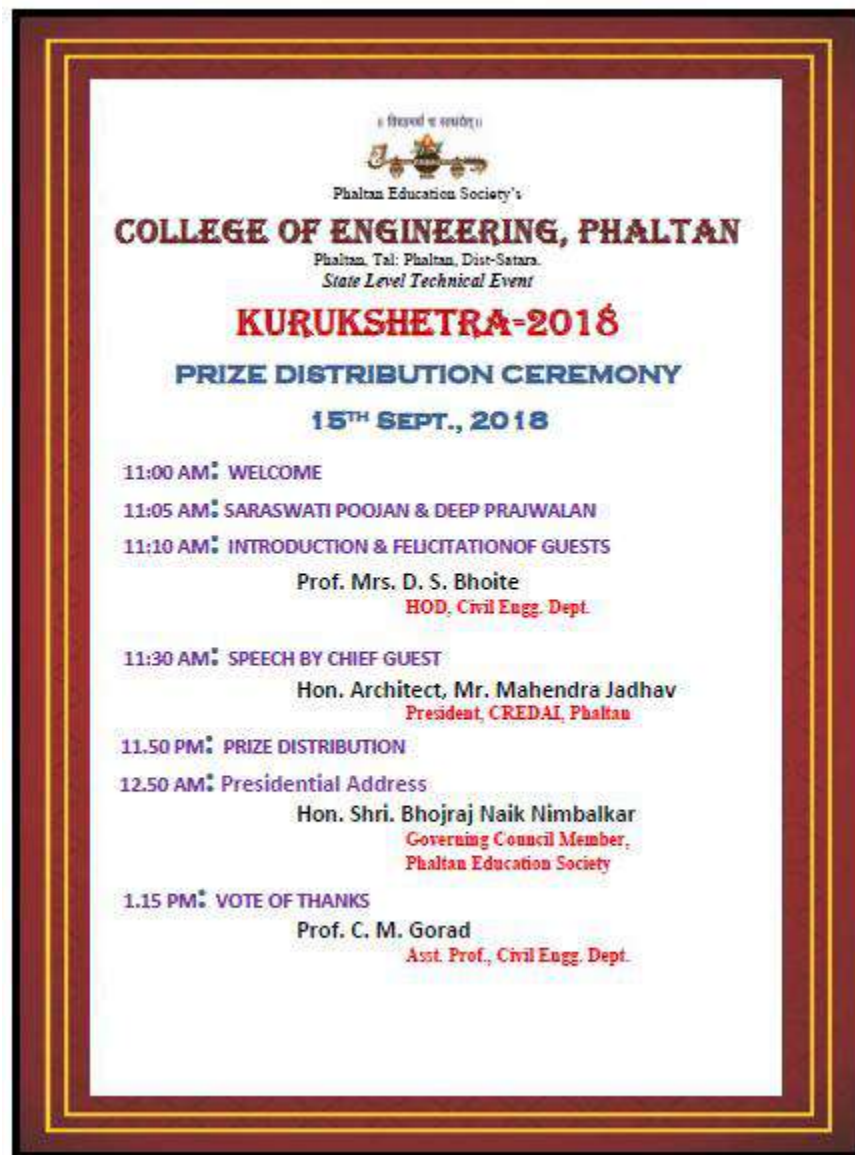 Phaltan Education Society's
COLLEGE OF ENGINEERING, PHALTAN
Phaltan, Tal: Phaltan, Dist-Satara.
State Level Technical Event
KURUKSHETRA-2018
PRIZE DISTRIBUTION CEREMONY
15TH SEPT., 2018
11:00 AM: WELCOME
11:05 AM: SARASWATI POOJAN & DEEP PRAJWALAN
11:10 AM: INTRODUCTION & FELICITATIONOF GUESTS
Prof. Mrs. D. S. Bhoite
HOD, Civil Engg. Dept.
11:30 AM: SPEECH BY CHIEF GUEST
Hon. Architect, Mr. Mahendra Jadhav
President, CREDAI, Phaltan
11.50 PM: PRIZE DISTRIBUTION
12.50 AM: Presidential Address
Hon. Shri. Bhojraj Naik Nimbalkar
Governing Council Member,
Phaltan Education Society
1.15 PM: VOTE OF THANKS
Prof. C. M. Gorad
Asst. Prof., Civil Engg. Dept.